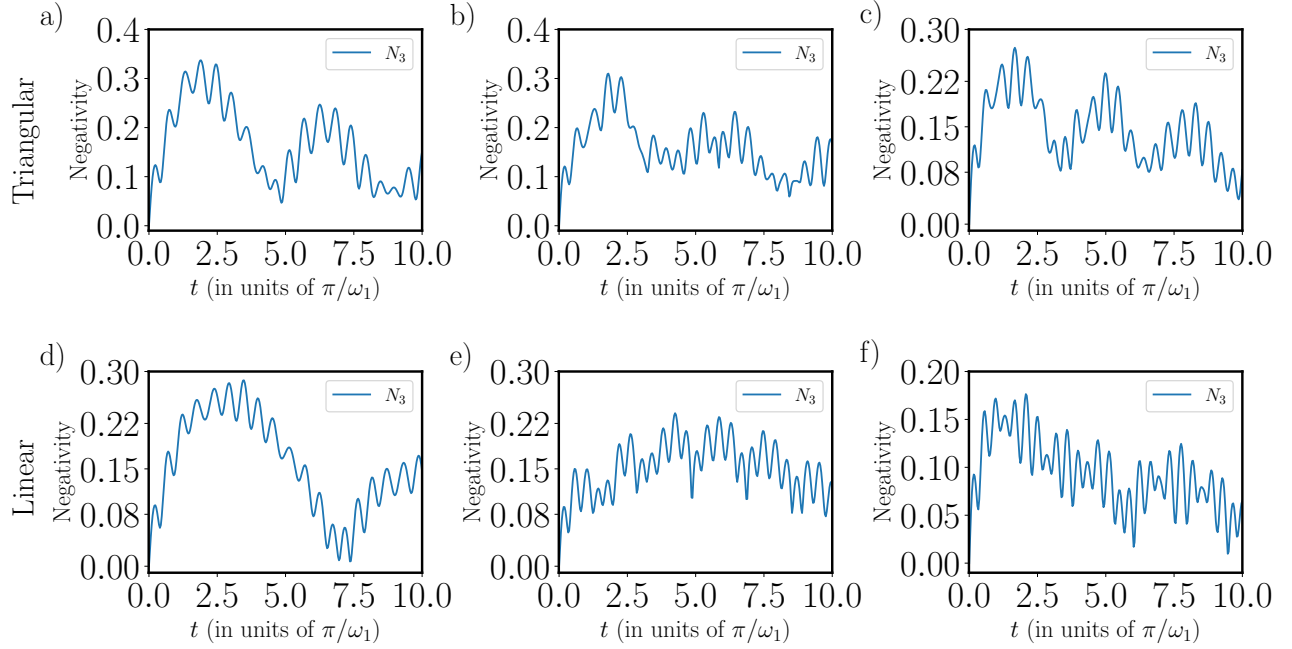 a)
b)
c)
Triangular
Negativity
0.4
0.3
0.2
0.1
0.0
N₃
0.0 2.5 5.0 7.5 10.0
t (in units of π/ω₁)
Negativity
0.4
0.3
0.2
0.1
0.0
N₃
0.0 2.5 5.0 7.5 10.0
t (in units of π/ω₁)
Negativity
0.30
0.22
0.15
0.08
0.00
N₃
0.0 2.5 5.0 7.5 10.0
t (in units of π/ω₁)
d)
e)
f)
Linear
Negativity
0.30
0.22
0.15
0.08
0.00
N₃
0.0 2.5 5.0 7.5 10.0
t (in units of π/ω₁)
Negativity
0.30
0.22
0.15
0.08
0.00
N₃
0.0 2.5 5.0 7.5 10.0
t (in units of π/ω₁)
Negativity
0.20
0.15
0.10
0.05
0.00
N₃
0.0 2.5 5.0 7.5 10.0
t (in units of π/ω₁)